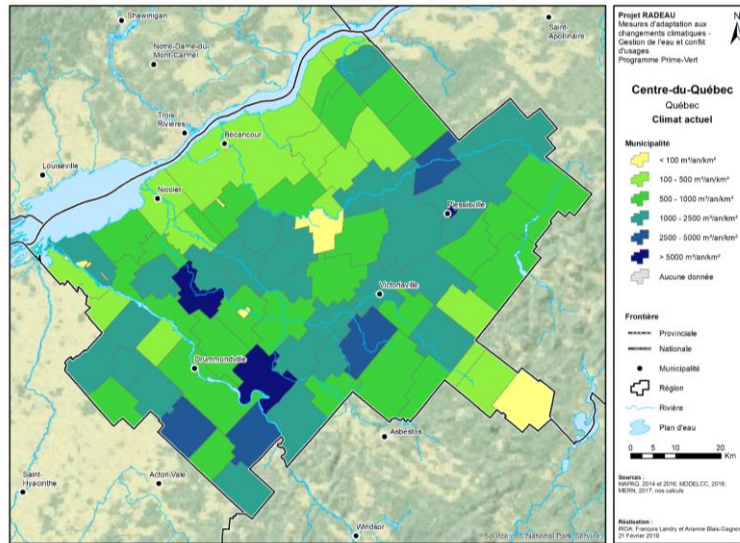 Shawinigan
Saint-
Apollinaire
Notre-Dame-du-
Mont-Carmel
Trois
Rivières
Bécancour
Louiseville
Nicolet
Plessisville
Victoriaville
Drummondville
Asbestos
Saint-
Hyacinthe
Acton Vale
Windsor
Source : US National Park Service
Projet RADEAU
Mesures d'adaptation aux
changements climatiques -
Gestion de l'eau et conflit
d'usages
Programme Prime-Vert
N
Centre-du-Québec
Québec
Climat actuel
Municipalité
< 100 m³/an/km²
100 - 500 m³/an/km²
500 - 1000 m³/an/km²
1000 - 2500 m³/an/km²
2500 - 5000 m³/an/km²
> 5000 m³/an/km²
Aucune donnée
Frontière
Provinciale
Nationale
Municipalité
Région
Rivière
Plan d'eau
0 5 10 20
Km
Sources :
MAPAQ, 2014 et 2016; MDDELCC, 2016;
MERN, 2017; nos calculs
Réalisation :
IRDA: François Landry et Arianne Blais-Gagnon
21 Février 2019